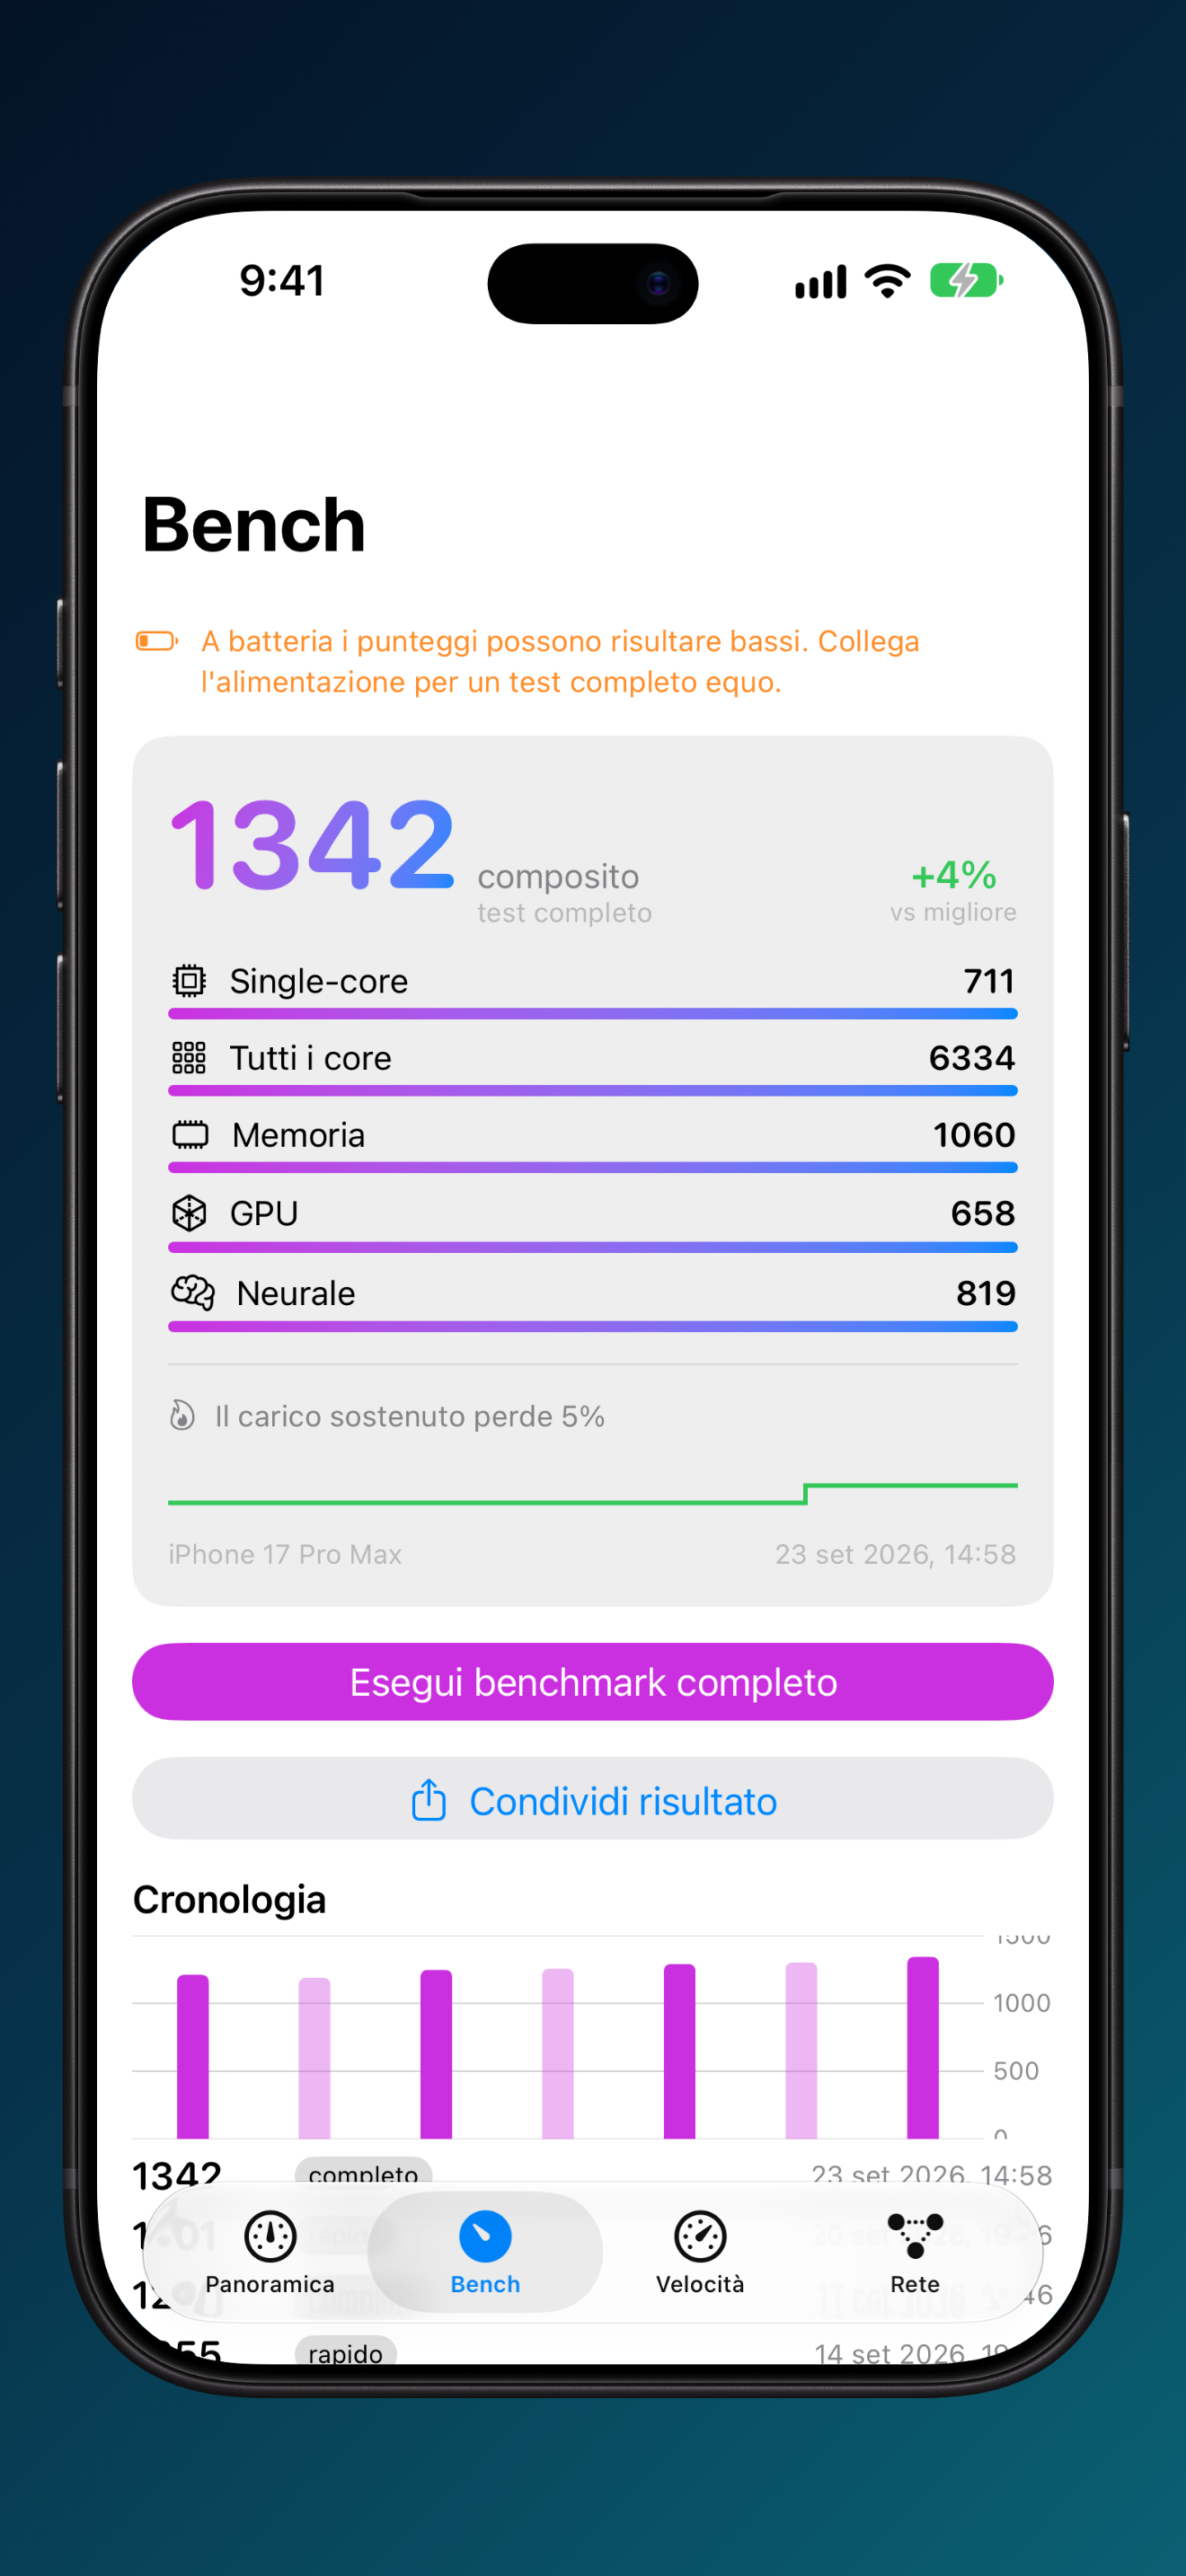 9:41
Bench
A batteria i punteggi possono risultare bassi. Collega
l'alimentazione per un test completo equo.
1342 composito +4%
test completo vs migliore
Single-core 711
Tutti i core 6334
Memoria 1060
GPU 658
Neurale 819
Il carico sostenuto perde 5%
iPhone 17 Pro Max 23 set 2026, 14:58
Esegui benchmark completo
Condividi risultato
Cronologia
1500
1000
500
0
1342 completo 23 set 2026, 14:58
Panoramica Bench Velocità Rete
rapido 14 set 2026,